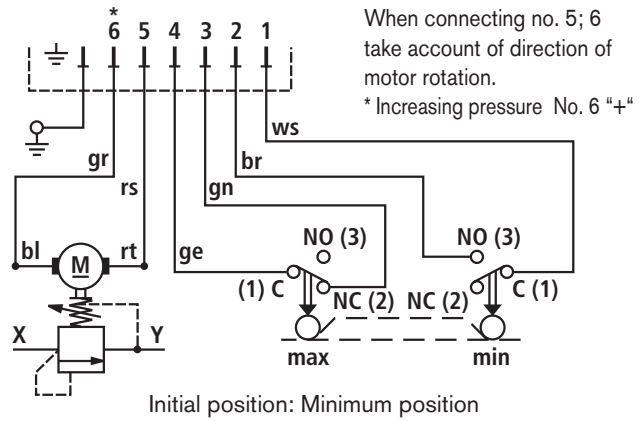 *
6 5 4 3 2 1
When connecting no. 5; 6
take account of direction of
motor rotation.
* Increasing pressure No. 6 "+"
ws
gr
br
rs
gn
NO (3)
NO (3)
bl
M
rt
ge
(1) C
NC (2)
NC (2)
C (1)
X
Y
max
min
Initial position: Minimum position